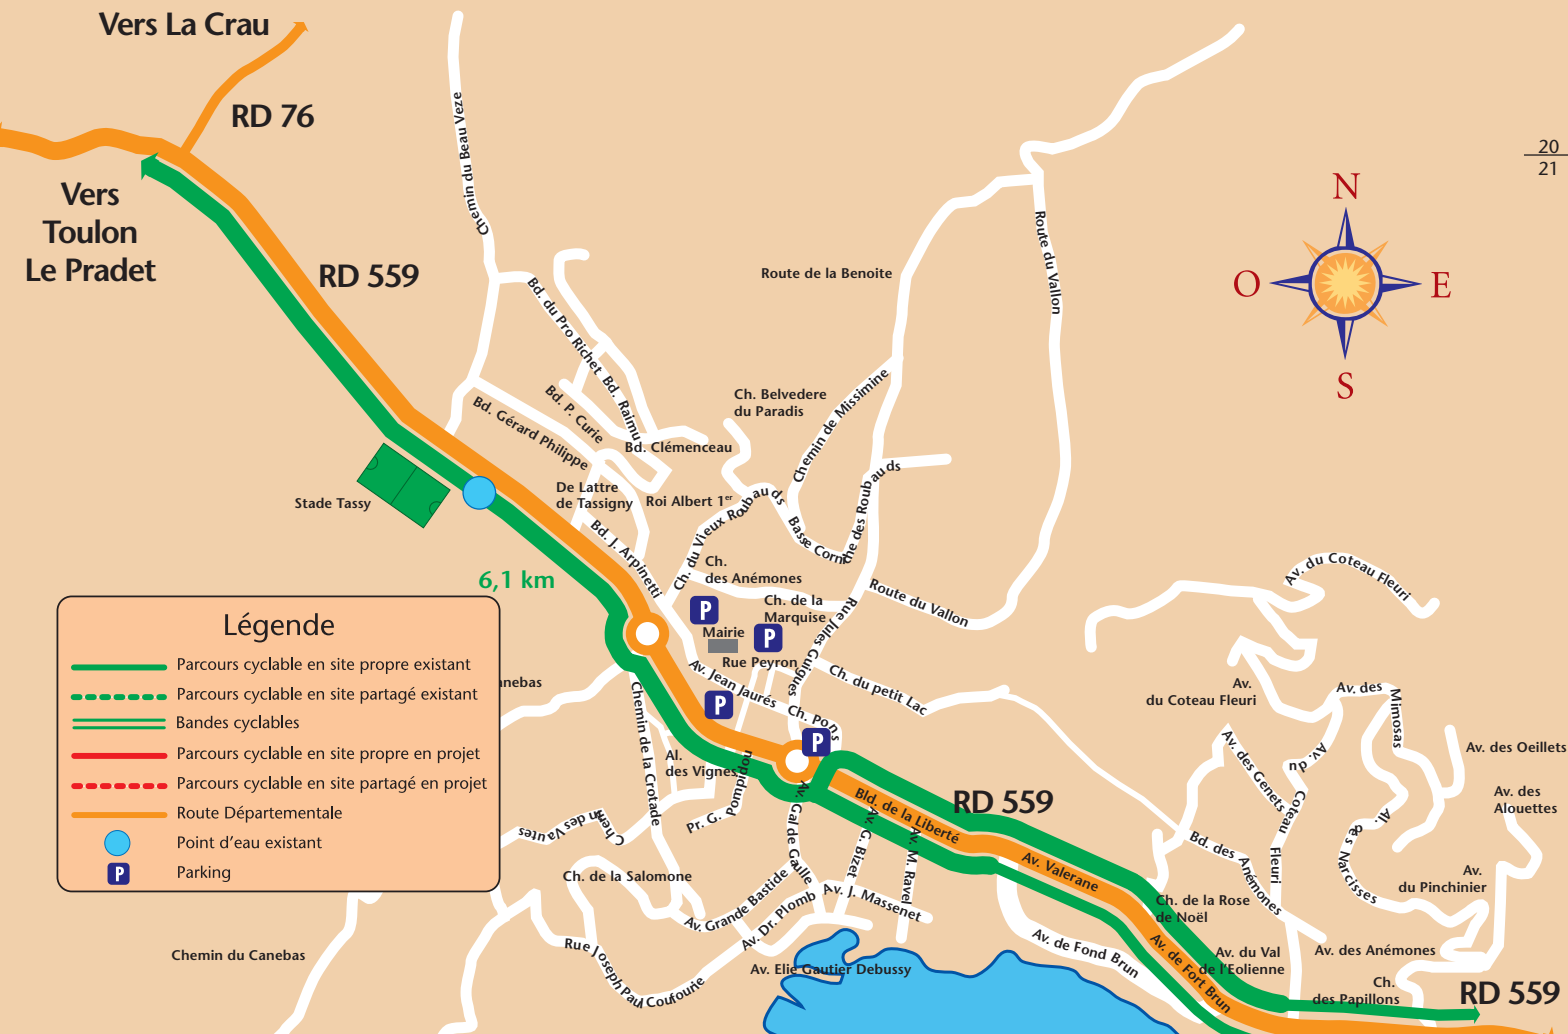 Vers La Crau
RD 76
Vers
Toulon
Le Pradet
RD 559
20
21
N
O
E
S
Chemin du Beau Veze
Bd. du Pro Richet
Route de la Benoite
Route du Vallon
Bd. Raimu
Bd. P. Curie
Bd. Gérard Philippe
Bd. Clémenceau
Ch. Belvedere
du Paradis
Chemin de Missimine
Stade Tassy
De Lattre
de Tassigny
Roi Albert 1er
Ch. du Vieux Roubauds
Basse Corniche des Roubauds
Bd. J. Arpinetti
6,1 km
Ch.
des Anémones
Ch. de la
Marquise
P
P
Mairie
Rue Peyron
Rue Jules Guigues
Route du Vallon
Av. Jean Jaurés
P
Ch. Pons
P
Ch. du petit Lac
Av. du Coteau Fleuri
Av.
du Coteau Fleuri
Av. des
Mimosas
Av. des Oeillets
Av. des
Alouettes
Av. des Genets
Av. du
Coteau
Fleuri
Av.
du Pinchinier
Al. des Narcisses
Bd. des Anémones
Légende
Parcours cyclable en site propre existant
Parcours cyclable en site partagé existant
Bandes cyclables
Parcours cyclable en site propre en projet
Parcours cyclable en site partagé en projet
Route Départementale
Point d'eau existant
P
Parking
anebas
Chemin de la Crotade
Al.
des Vignes
Pr. G. Pompidou
Chemin des Vautes
Ch. de la Salomone
Av. Gal de Gaulle
Av. G. Bizet
Av. M. Ravel
Av. Grande Bastide
Av. Dr. Plomb
Av. J. Massenet
Rue Joseph Paul Coufourie
Av. Elie Gautier Debussy
Chemin du Canebas
Bld. de la Liberté
RD 559
Av. Valerane
Ch. de la Rose
de Noël
Av. de Fond Brun
Av. de Fort Brun
Av. du Val
de l'Eolienne
Av. des Anémones
Ch.
des Papillons
RD 559